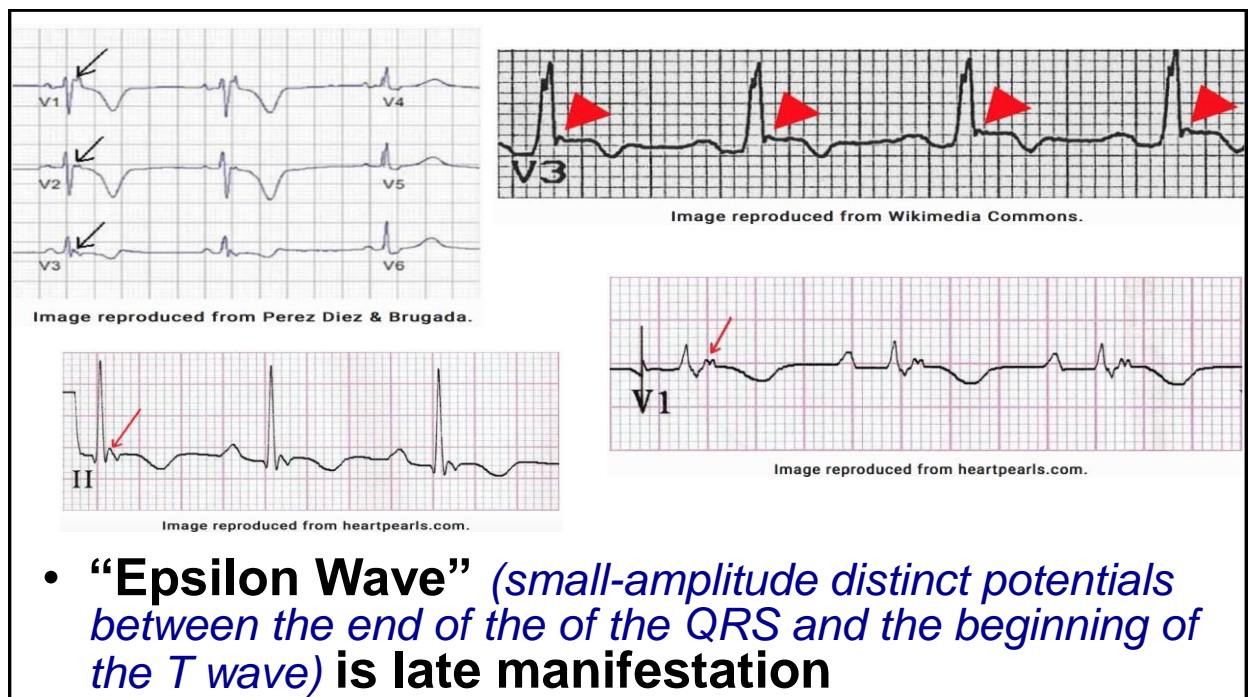 V1
V4
V2
V5
V3
V6
Image reproduced from Perez Diez & Brugada.
V3
Image reproduced from Wikimedia Commons.
II
Image reproduced from heartpearls.com.
V1
Image reproduced from heartpearls.com.
• “Epsilon Wave” (small-amplitude distinct potentials
between the end of the of the QRS and the beginning of
the T wave) is late manifestation